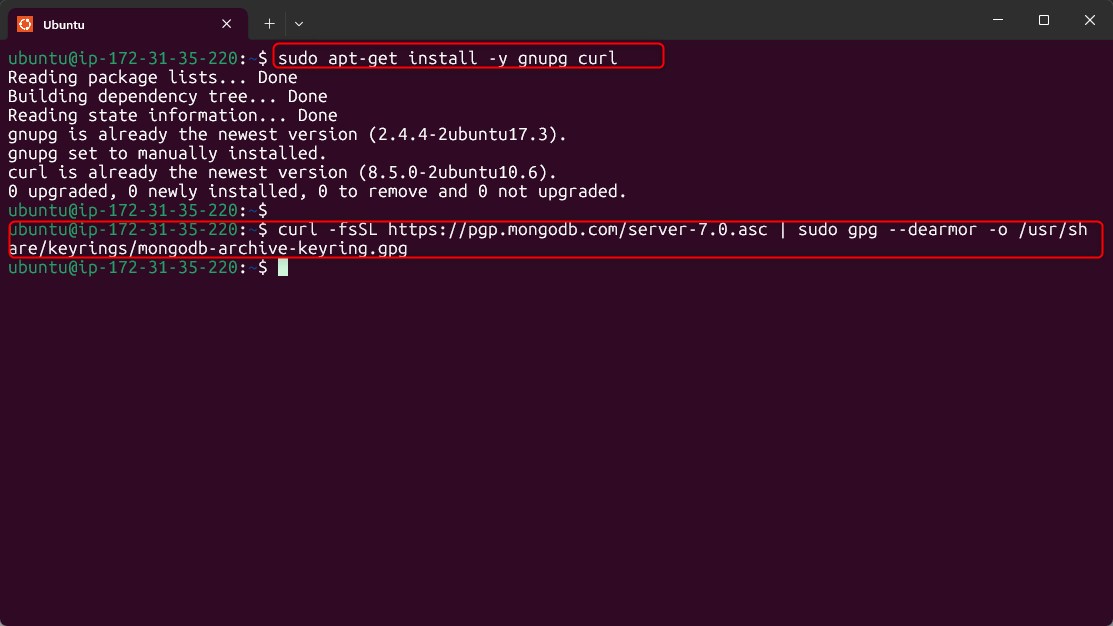 Ubuntu
ubuntu@ip-172-31-35-220:~$ sudo apt-get install -y gnupg curl
Reading package lists... Done
Building dependency tree... Done
Reading state information... Done
gnupg is already the newest version (2.4.4-2ubuntu17.3).
gnupg set to manually installed.
curl is already the newest version (8.5.0-2ubuntu10.6).
0 upgraded, 0 newly installed, 0 to remove and 0 not upgraded.
ubuntu@ip-172-31-35-220:~$
ubuntu@ip-172-31-35-220:~$ curl -fsSL https://pgp.mongodb.com/server-7.0.asc | sudo gpg --dearmor -o /usr/sh
are/keyrings/mongodb-archive-keyring.gpg
ubuntu@ip-172-31-35-220:~$